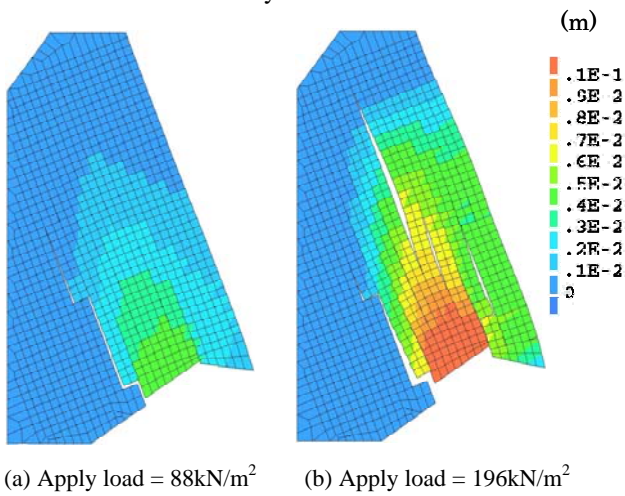 (m)
.1E-1
.9E-2
.8E-2
.7E-2
.6E-2
.5E-2
.4E-2
.3E-2
.2E-2
.1E-2
0
(a) Apply load = 88kN/m²
(b) Apply load = 196kN/m²